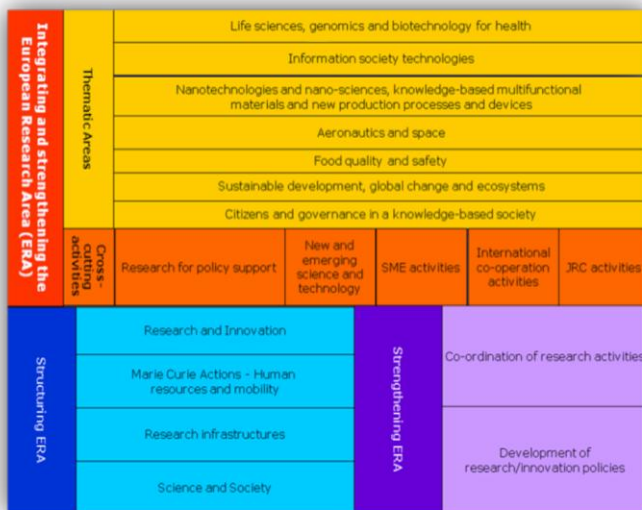 Integrating and strengthening the
European Research Area (ERA)
Thematic Areas
Life sciences, genomics and biotechnology for health
Information society technologies
Nanotechnologies and nano-sciences, knowledge-based multifunctional
materials and new production processes and devices
Aeronautics and space
Food quality and safety
Sustainable development, global change and ecosystems
Citizens and governance in a knowledge-based society
Cross-
cutting
activities
Research for policy support
New and
emerging
science and
technology
SME activities
International
co-operation
activities
JRC activities
Structuring ERA
Research and Innovation
Marie Curie Actions - Human
resources and mobility
Research infrastructures
Science and Society
Strengthening ERA
Co-ordination of research activities
Development of
research/innovation policies